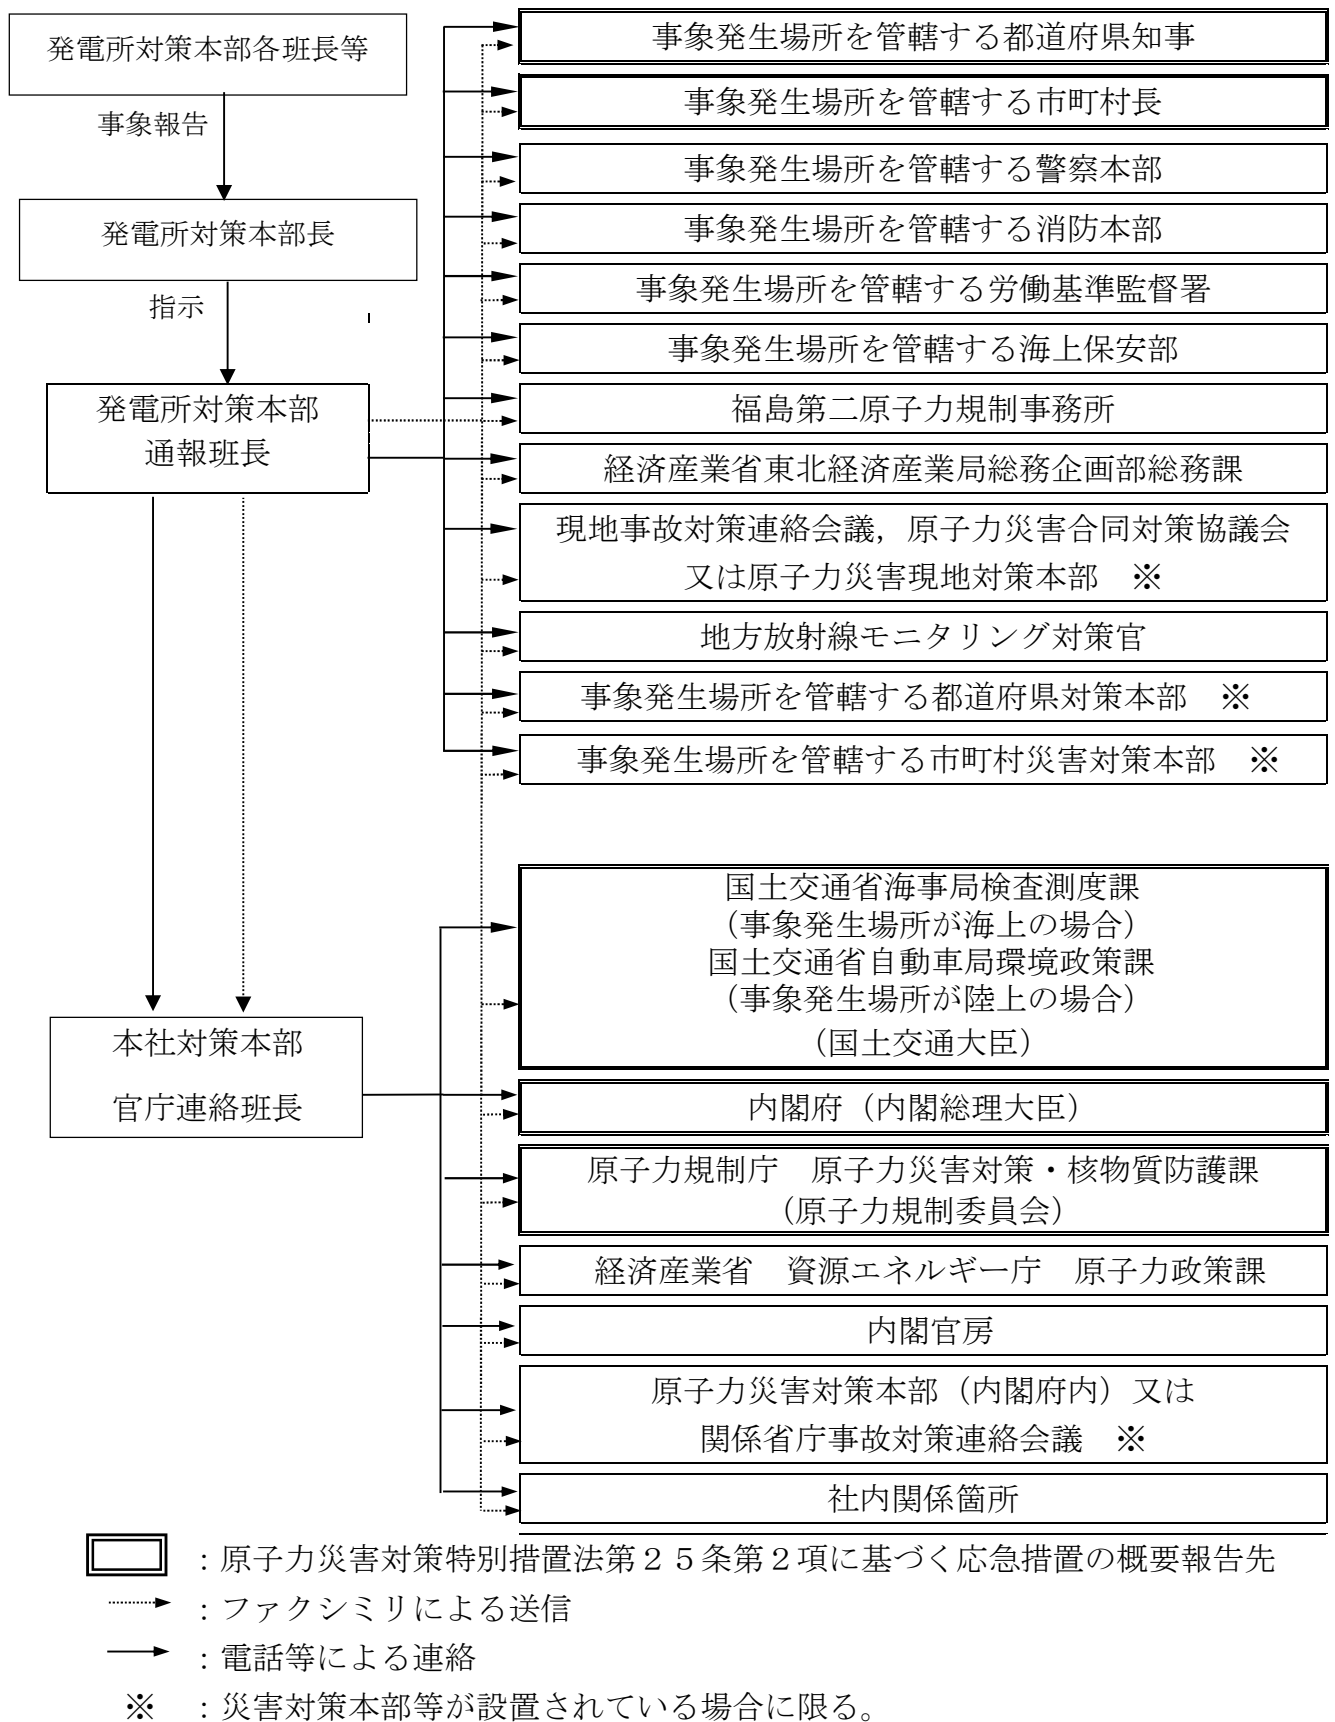 発電所対策本部各班長等
事象報告
発電所対策本部長
指示
発電所対策本部
通報班長
事象発生場所を管轄する都道府県知事
事象発生場所を管轄する市町村長
事象発生場所を管轄する警察本部
事象発生場所を管轄する消防本部
事象発生場所を管轄する労働基準監督署
事象発生場所を管轄する海上保安部
福島第二原子力規制事務所
経済産業省東北経済産業局総務企画部総務課
現地事故対策連絡会議，原子力災害合同対策協議会
又は原子力災害現地対策本部　※
地方放射線モニタリング対策官
事象発生場所を管轄する都道府県対策本部　※
事象発生場所を管轄する市町村災害対策本部　※
本社対策本部
官庁連絡班長
国土交通省海事局検査測度課
（事象発生場所が海上の場合）
国土交通省自動車局環境政策課
（事象発生場所が陸上の場合）
（国土交通大臣）
内閣府（内閣総理大臣）
原子力規制庁　原子力災害対策・核物質防護課
（原子力規制委員会）
経済産業省　資源エネルギー庁　原子力政策課
内閣官房
原子力災害対策本部（内閣府内）又は
関係省庁事故対策連絡会議　※
社内関係箇所
：原子力災害対策特別措置法第２５条第２項に基づく応急措置の概要報告先
：ファクシミリによる送信
：電話等による連絡
※　：災害対策本部等が設置されている場合に限る。